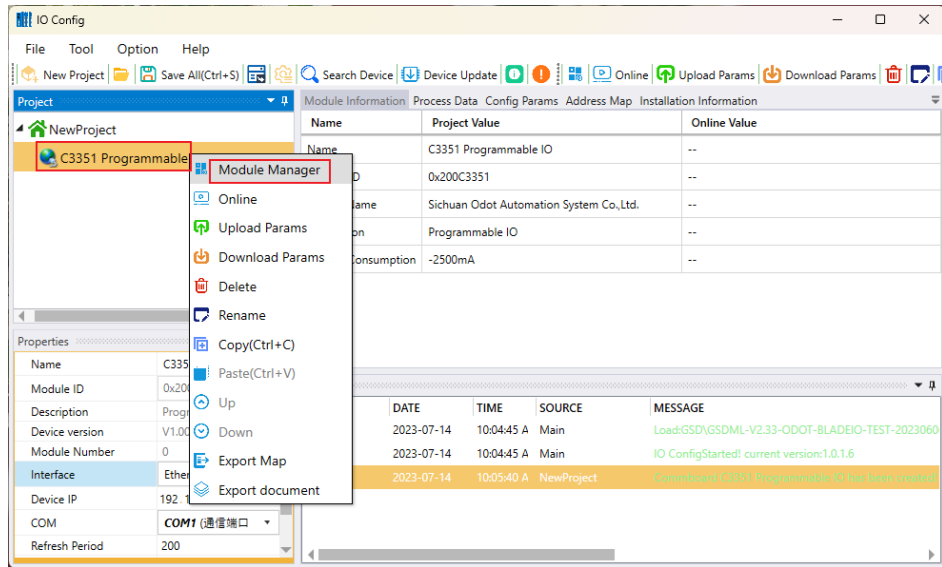 IO Config
File Tool Option Help
New Project Save All(Ctrl+S) Search Device Device Update Online Upload Params Download Params
Project
Module Information Process Data Config Params Address Map Installation Information
NewProject
C3351 Programmable
Name Project Value Online Value
Name C3351 Programmable IO --
D 0x200C3351 --
Name Sichuan Odot Automation System Co.,Ltd. --
on Programmable IO --
Consumption -2500mA --
Module Manager
Online
Upload Params
Download Params
Delete
Rename
Copy(Ctrl+C)
Paste(Ctrl+V)
Up
Down
Export Map
Export document
Properties
Name C335
Module ID 0x200
Description Progr
Device version V1.00
Module Number 0
Interface Ether
Device IP 192 . 1
COM COM1 (通信端口
Refresh Period 200
DATE TIME SOURCE MESSAGE
2023-07-14 10:04:45 A Main Load:GSD\GSDML-V2.33-ODOT-BLADEIO-TEST-2023060
2023-07-14 10:04:45 A Main IO ConfigStarted! current version:1.0.1.6
2023-07-14 10:05:40 A NewProject C3351 Programmable IO has been created!